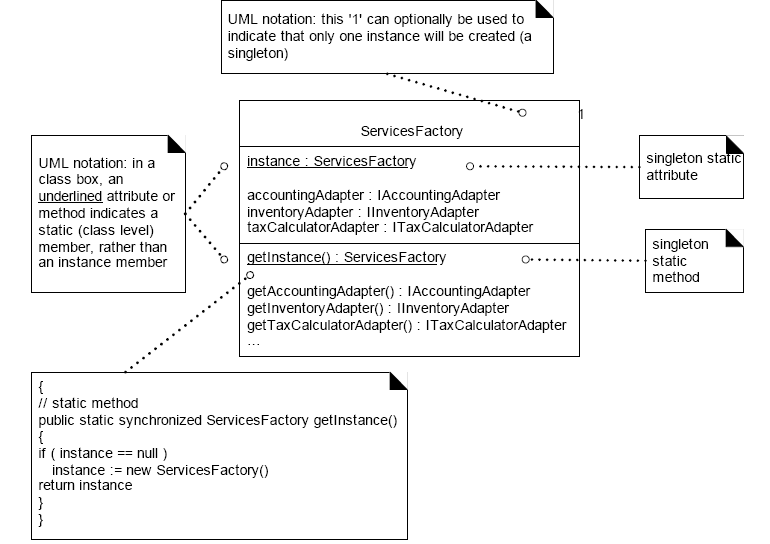 UML notation: this '1' can optionally be used to
indicate that only one instance will be created (a
singleton)
1
ServicesFactory
UML notation: in a
class box, an
underlined attribute or
method indicates a
static (class level)
member, rather than
an instance member
instance : ServicesFactory
accountingAdapter : IAccountingAdapter
inventoryAdapter : IInventoryAdapter
taxCalculatorAdapter : ITaxCalculatorAdapter
singleton static
attribute
getInstance() : ServicesFactory
getAccountingAdapter() : IAccountingAdapter
getInventoryAdapter() : IInventoryAdapter
getTaxCalculatorAdapter() : ITaxCalculatorAdapter
...
singleton
static
method
{
// static method
public static synchronized ServicesFactory getInstance()
{
if ( instance == null )
instance := new ServicesFactory()
return instance
}
}